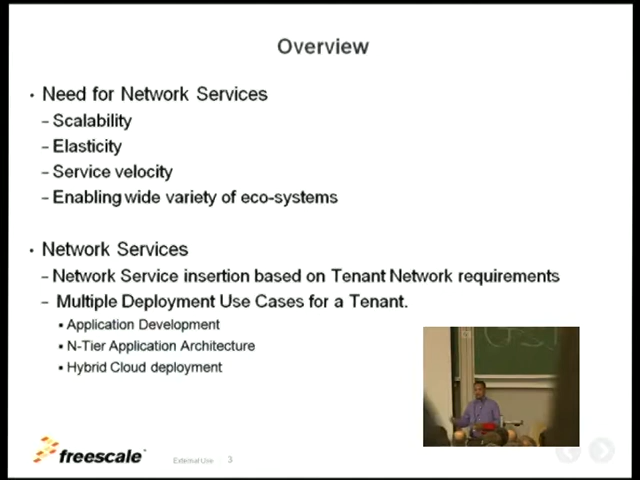 Overview
• Need for Network Services
– Scalability
– Elasticity
– Service velocity
– Enabling wide variety of eco-systems
• Network Services
– Network Service insertion based on Tenant Network requirements
– Multiple Deployment Use Cases for a Tenant.
▪ Application Development
▪ N-Tier Application Architecture
▪ Hybrid Cloud deployment
freescale
External Use 3